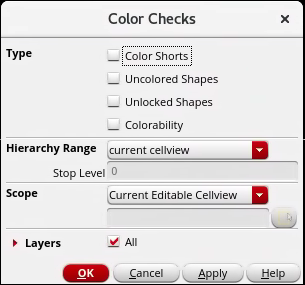 Color Checks
Type
Color Shorts
Uncolored Shapes
Unlocked Shapes
Colorability
Hierarchy Range current cellview
Stop Level 0
Scope Current Editable Cellview
Layers All
OK Cancel Apply Help